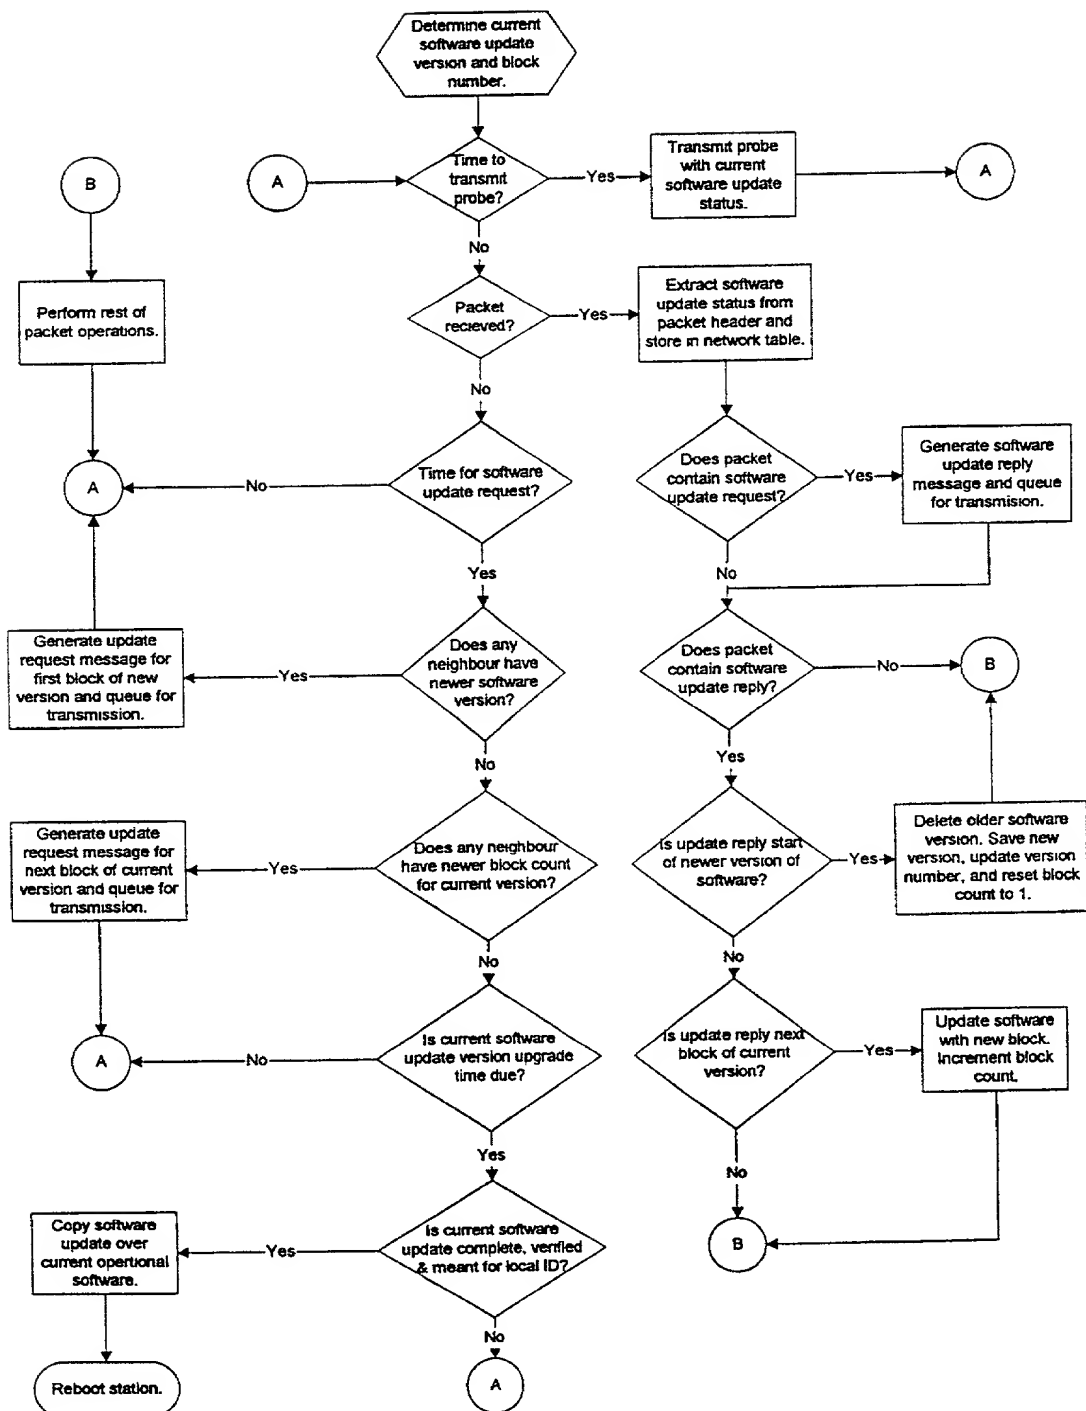 Determine current
software update
version and block
number.
B
A
Time to
transmit
probe?
Yes
Transmit probe
with current
software update
status.
A
No
Perform rest of
packet operations.
Packet
recieved?
Yes
Extract software
update status from
packet header and
store in network table.
No
A
No
Time for software
update request?
Does packet
contain software
update request?
Yes
Generate software
update reply
message and queue
for transmision.
Yes
No
Generate update
request message for
first block of new
version and queue for
transmission.
Yes
Does any
neighbour have
newer software
version?
Does packet
contain software
update reply?
No
B
No
Yes
Generate update
request message for
next block of current
version and queue for
transmission.
Yes
Does any neighbour
have newer block count
for current version?
Is update reply start
of newer version of
software?
Yes
Delete older software
version. Save new
version, update version
number, and reset block
count to 1.
No
No
A
No
Is current software
update version upgrade
time due?
Is update reply next
block of current
version?
Yes
Update software
with new block.
Increment block
count.
Yes
No
Copy software
update over
current opertional
software.
Yes
Is current software
update complete, verified
& meant for local ID?
B
No
Reboot station.
A